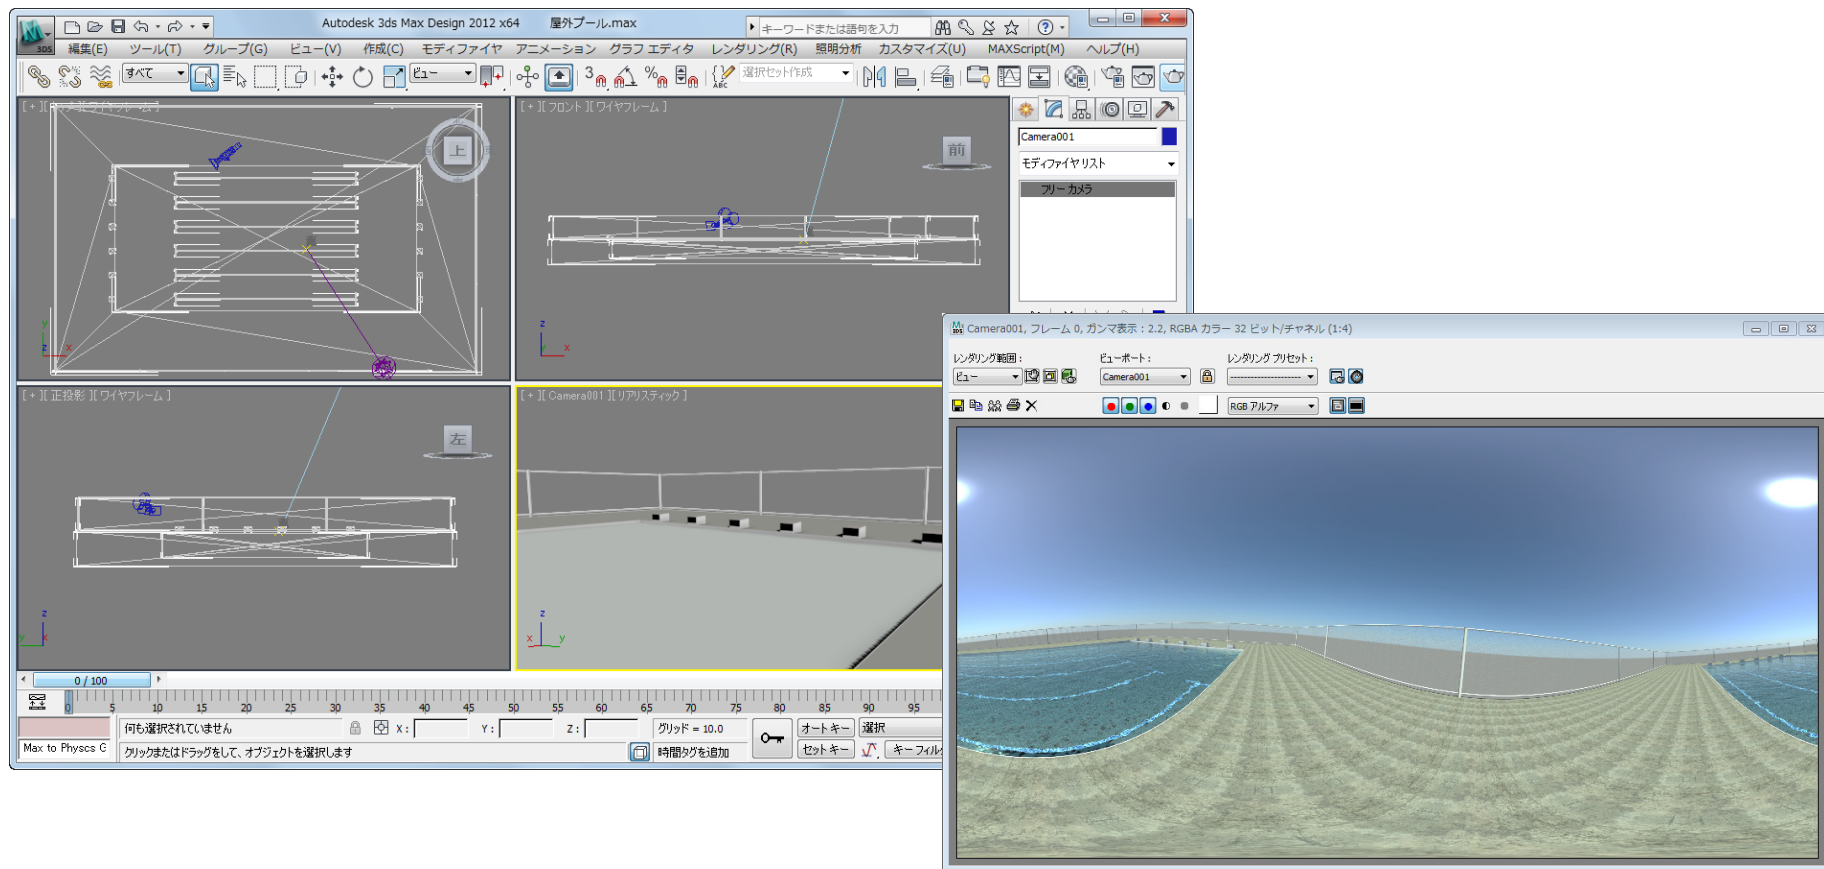 Autodesk 3ds Max Design 2012 x64 屋外プール.max
キーワードまたは語句を入力
3DS
編集(E) ツール(T) グループ(G) ビュー(V) 作成(C) モディファイヤ アニメーション グラフ エディタ レンダリング(R) 照明分析 カスタマイズ(U) MAXScript(M) ヘルプ(H)
すべて
ビュー
3
ABC
選択セット作成
[ + ][ フロント ][ ワイヤフレーム ]
上
前
Camera001
モディファイヤ リスト
フリー カメラ
y
z
x
z
x
[ + ][ 正投影 ][ ワイヤフレーム ]
[ + ][ Camera001 ][ リアリスティック ]
左
z
y
x
z
x
y
0 / 100
0 5 10 15 20 25 30 35 40 45 50 55 60 65 70 75 80 85 90 95
何も選択されていません
X:
Y:
Z:
グリッド = 10.0
オート キー
選択
Max to Physcs G
クリックまたはドラッグをして、オブジェクトを選択します
時間タグを追加
セット キー
キー フィル
Camera001, フレーム 0, ガンマ表示 : 2.2, RGBA カラー 32 ビット/チャネル (1:4)
レンダリング範囲 :
ビューポート :
レンダリング プリセット :
ビュー
Camera001
RGB アルファ